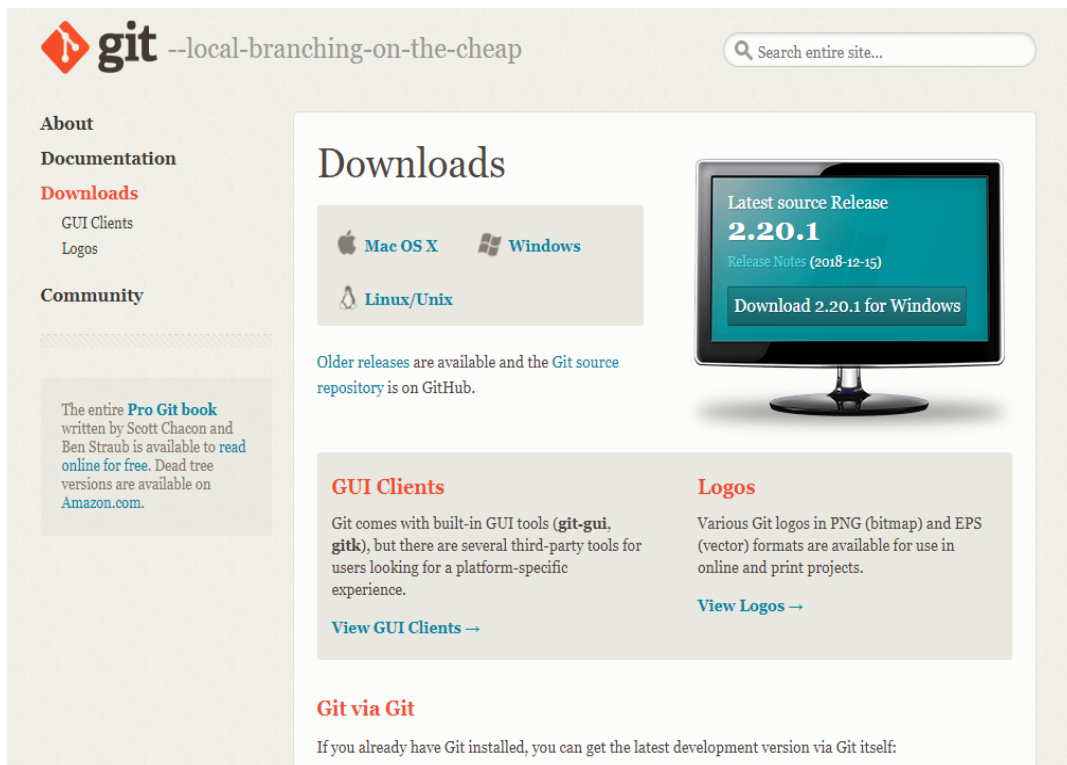 git --local-branching-on-the-cheap
Search entire site...
About
Documentation
Downloads
GUI Clients
Logos
Community
The entire Pro Git book
written by Scott Chacon and
Ben Straub is available to read
online for free. Dead tree
versions are available on
Amazon.com.
Downloads
Mac OS X
Windows
Linux/Unix
Older releases are available and the Git source
repository is on GitHub.
Latest source Release
2.20.1
Release Notes (2018-12-15)
Download 2.20.1 for Windows
GUI Clients
Git comes with built-in GUI tools (git-gui,
gitk), but there are several third-party tools for
users looking for a platform-specific
experience.
View GUI Clients →
Logos
Various Git logos in PNG (bitmap) and EPS
(vector) formats are available for use in
online and print projects.
View Logos →
Git via Git
If you already have Git installed, you can get the latest development version via Git itself: